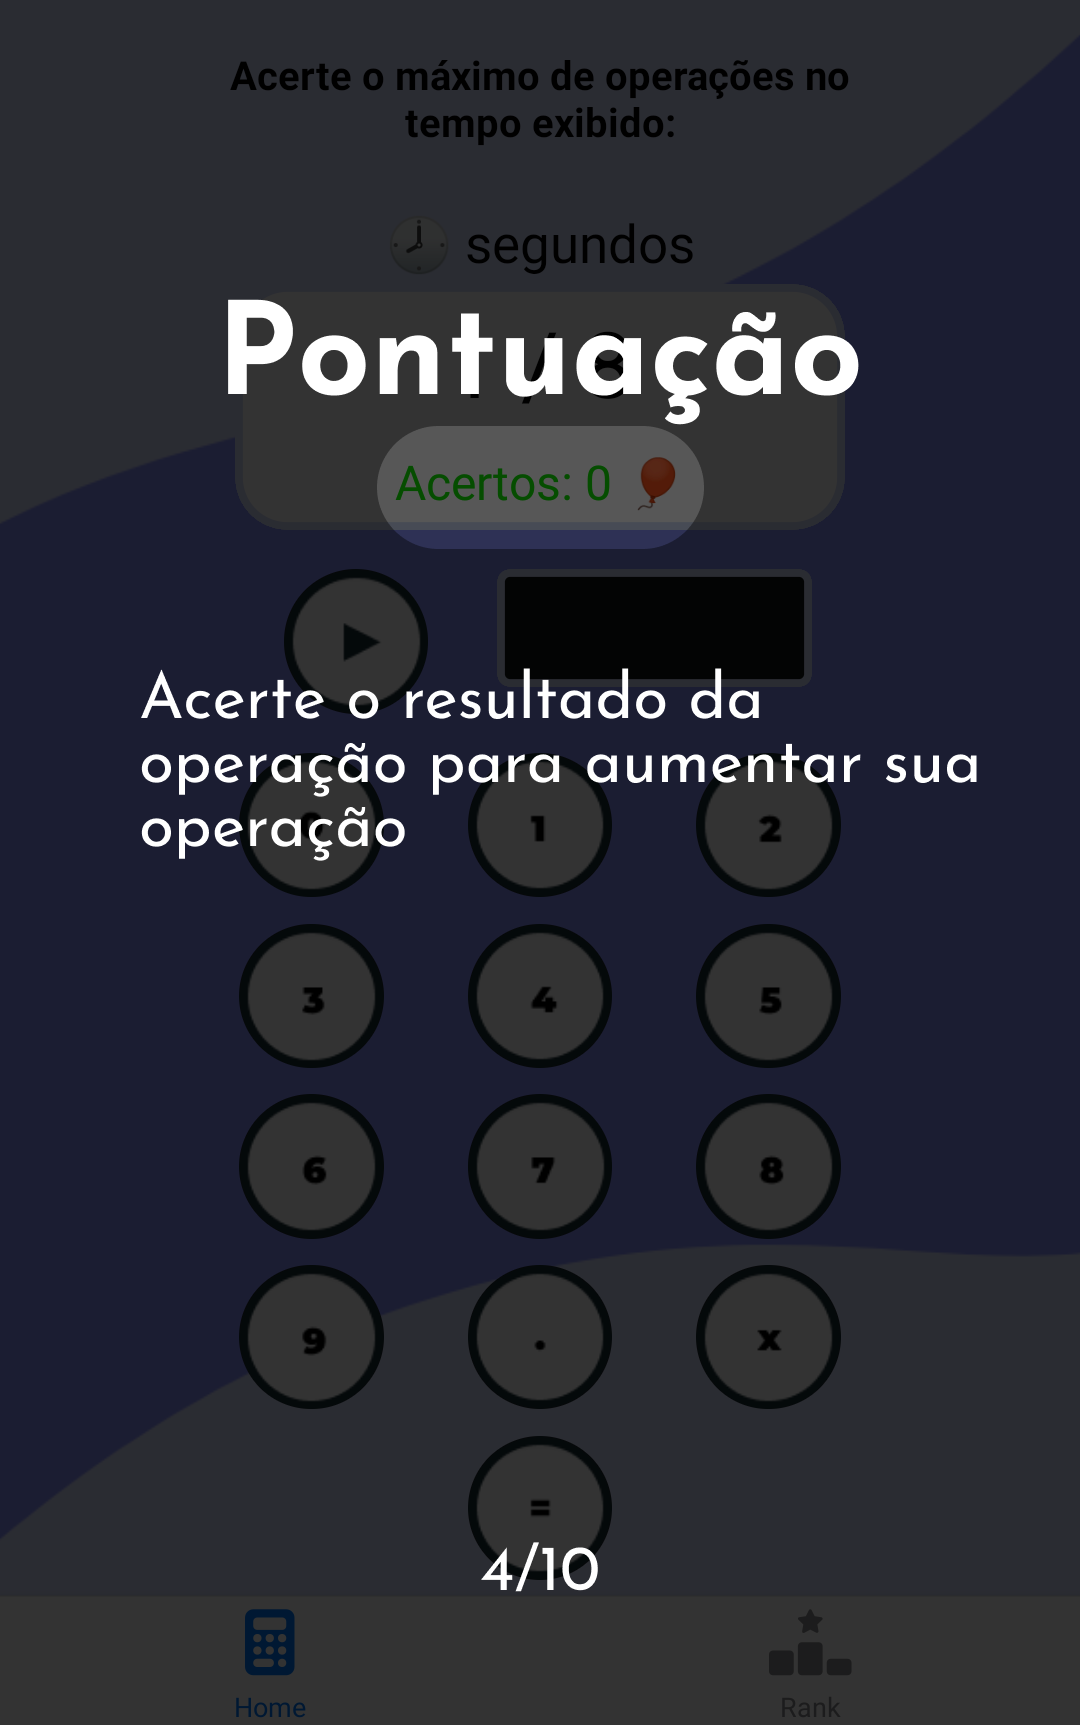 Acerte o máximo de operações no
tempo exibido:
segundos
Pontuação
/ 8
Acertos: 0
Acerte o resultado da
operação para aumentar sua
operação
1 2
3 4 5
6 7 8
9 . x
=
4/10
Home Rank